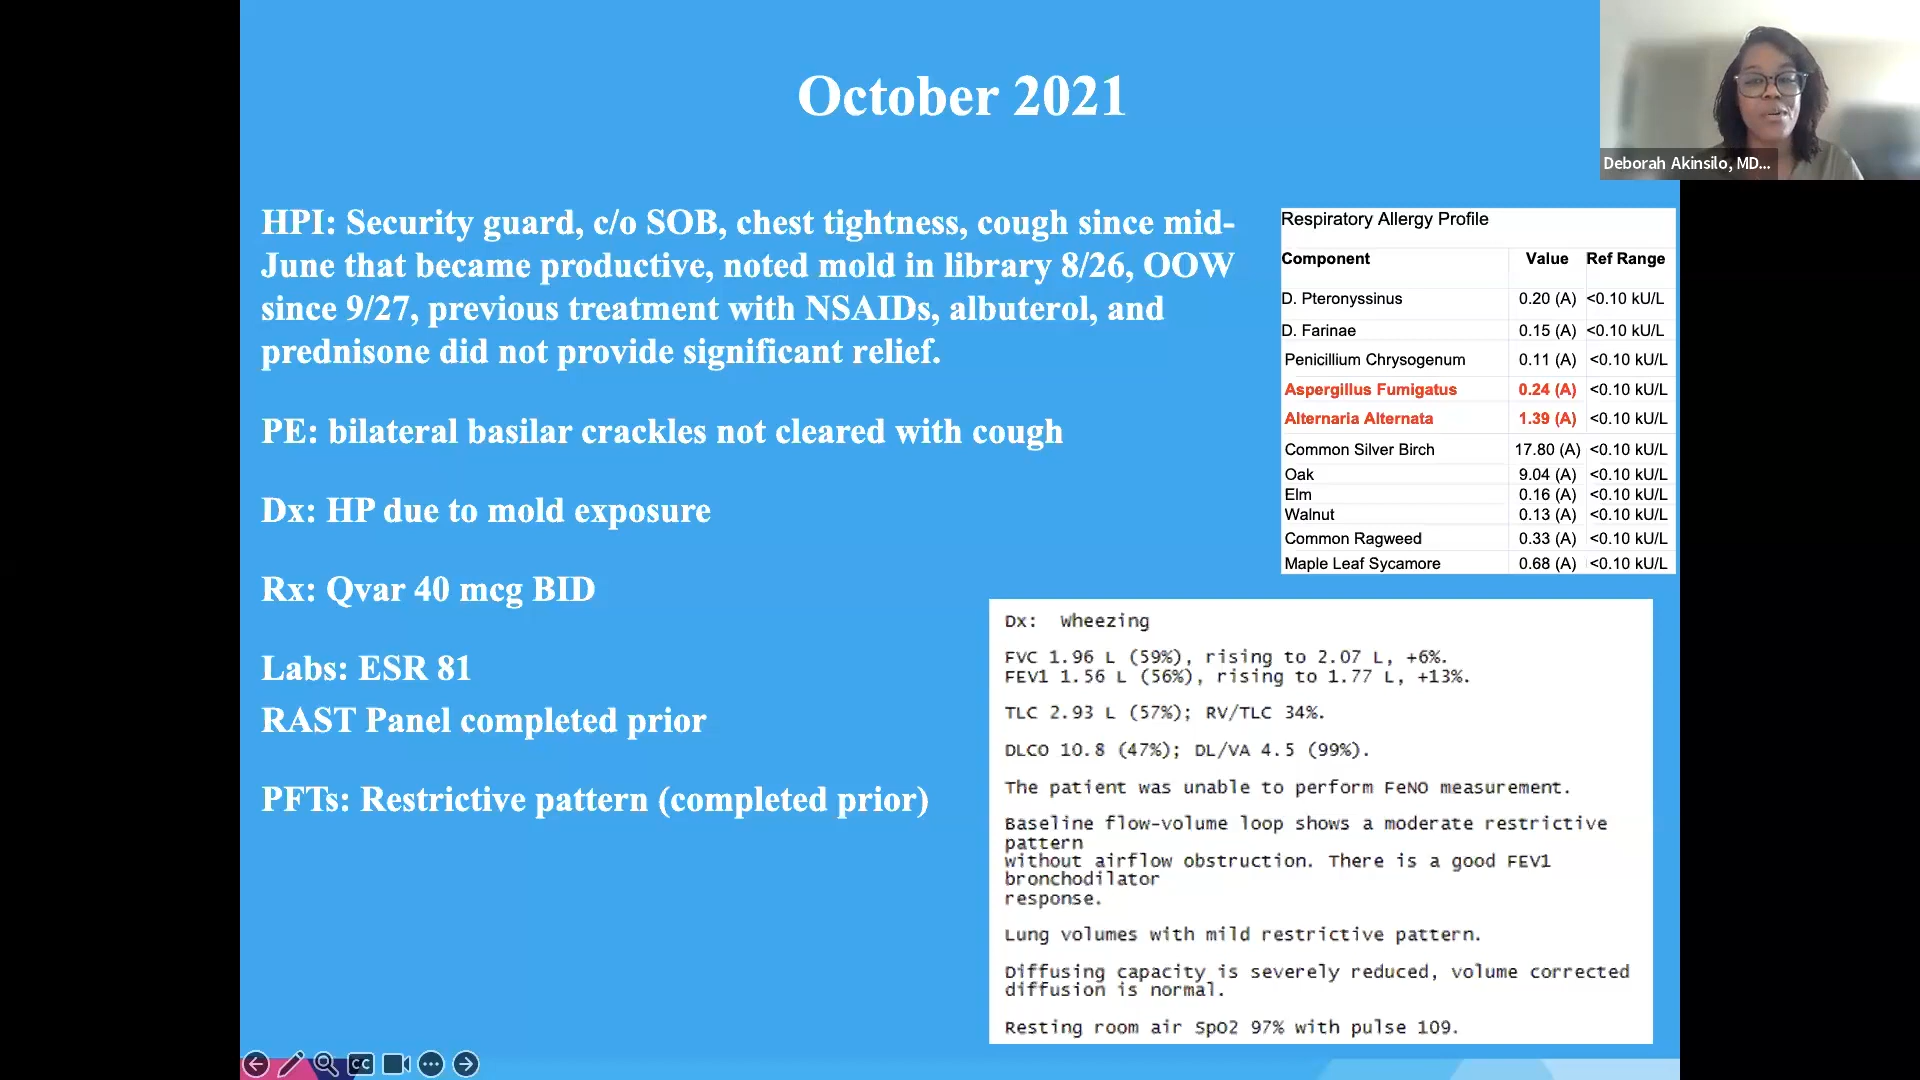 October 2021
Deborah Akinsilo, MD...
HPI: Security guard, c/o SOB, chest tightness, cough since mid-
June that became productive, noted mold in library 8/26, OOW
since 9/27, previous treatment with NSAIDs, albuterol, and
prednisone did not provide significant relief.
PE: bilateral basilar crackles not cleared with cough
Dx: HP due to mold exposure
Rx: Qvar 40 mcg BID
Labs: ESR 81
RAST Panel completed prior
PFTs: Restrictive pattern (completed prior)
Respiratory Allergy Profile
Component Value Ref Range
D. Pteronyssinus 0.20 (A) <0.10 kU/L
D. Farinae 0.15 (A) <0.10 kU/L
Penicillium Chrysogenum 0.11 (A) <0.10 kU/L
Aspergillus Fumigatus 0.24 (A) <0.10 kU/L
Alternaria Alternata 1.39 (A) <0.10 kU/L
Common Silver Birch 17.80 (A) <0.10 kU/L
Oak 9.04 (A) <0.10 kU/L
Elm 0.16 (A) <0.10 kU/L
Walnut 0.13 (A) <0.10 kU/L
Common Ragweed 0.33 (A) <0.10 kU/L
Maple Leaf Sycamore 0.68 (A) <0.10 kU/L
Dx: Wheezing
FVC 1.96 L (59%), rising to 2.07 L, +6%.
FEV1 1.56 L (56%), rising to 1.77 L, +13%.
TLC 2.93 L (57%); RV/TLC 34%.
DLCO 10.8 (47%); DL/VA 4.5 (99%).
The patient was unable to perform FeNO measurement.
Baseline flow-volume loop shows a moderate restrictive
pattern
without airflow obstruction. There is a good FEV1
bronchodilator
response.
Lung volumes with mild restrictive pattern.
Diffusing capacity is severely reduced, volume corrected
diffusion is normal.
Resting room air SpO2 97% with pulse 109.
CC